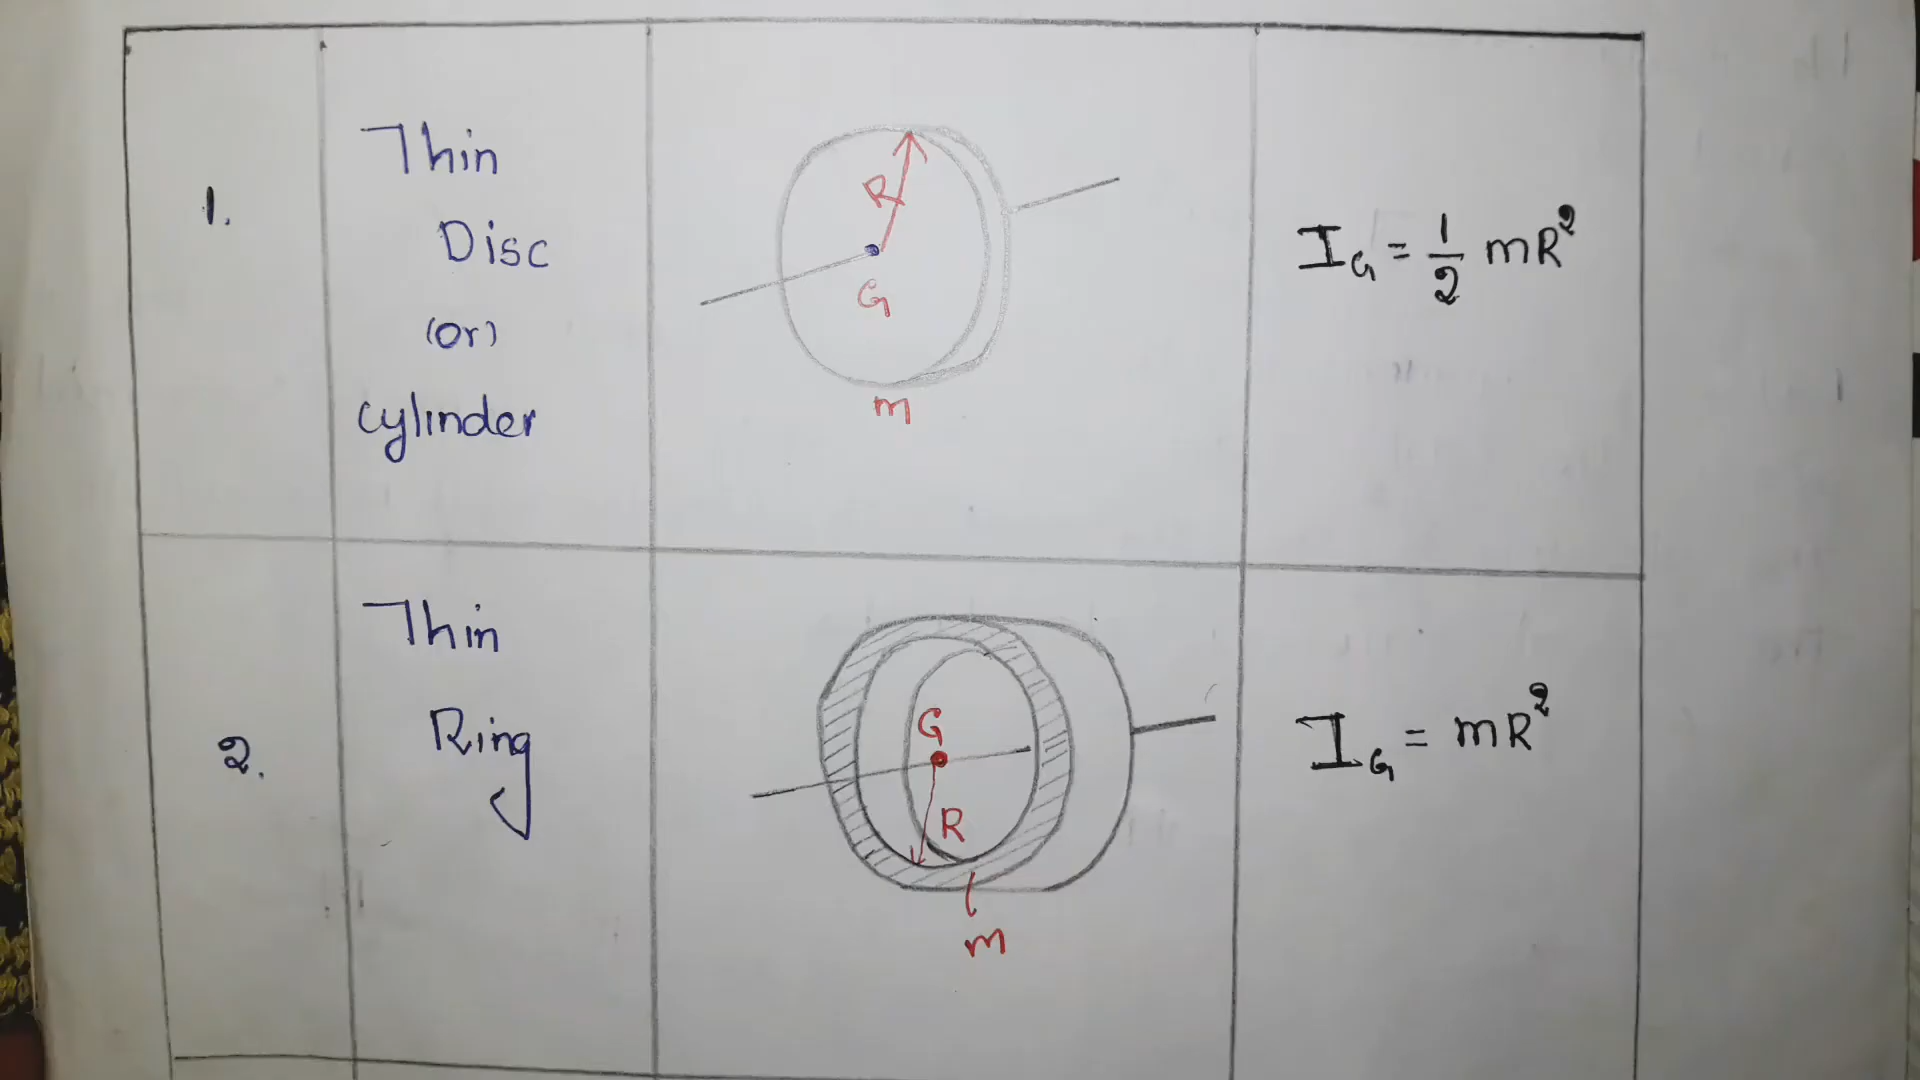 1.
Thin
Disc
(or)
cylinder
R
G
m
I_G = 1/2 mR²
2.
Thin
Ring
G
R
m
I_G = mR²